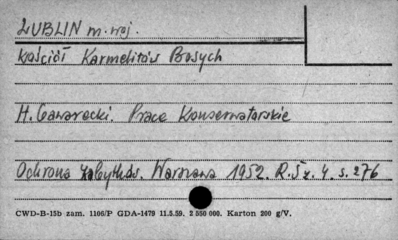 LUBLIN m. woj.
Kościół Karmelitów Bosych
H. Gawarecki. Prace Konserwatorskie
Ochrona Zabytków. Warszawa 1952. R.5 z. 4 s. 276
CWD-B-15b zam. 1106/P GDA-1479 11.5.59. 2 550 000. Karton 200 g/V.